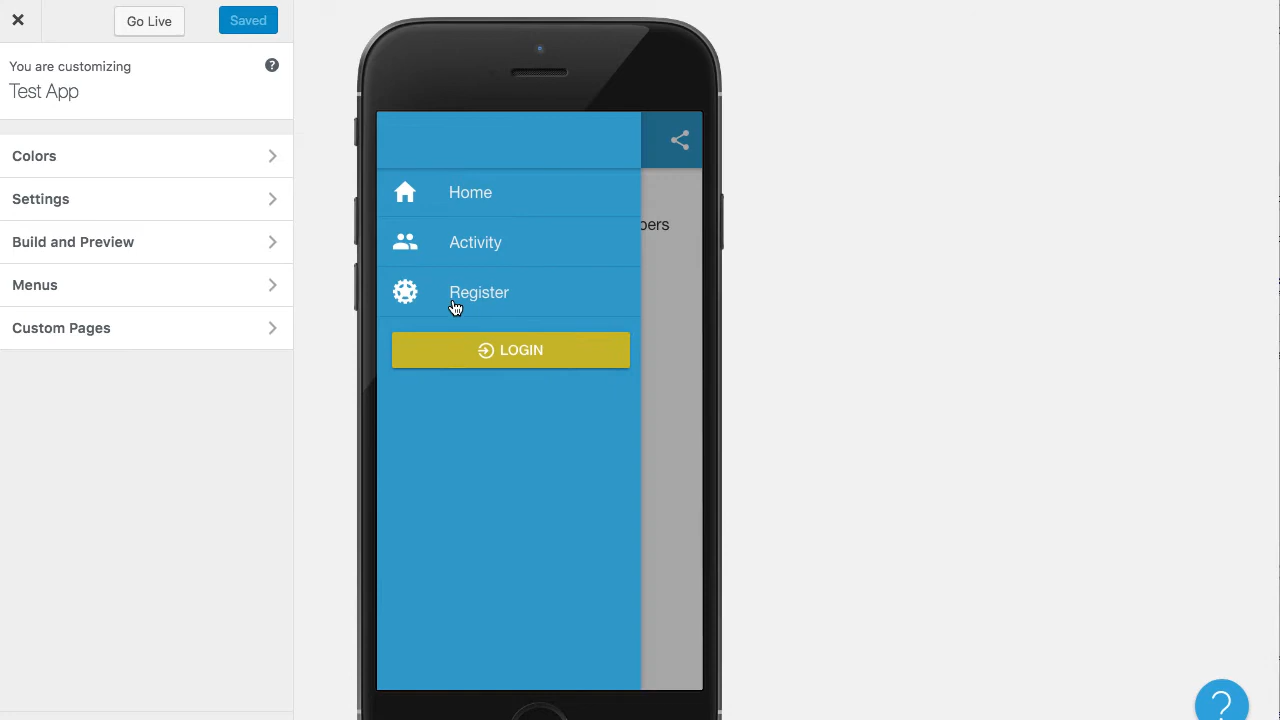 Go Live
Saved
You are customizing
Test App
Colors
Settings
Build and Preview
Menus
Custom Pages
Home
Activity
Register
LOGIN
bers
?